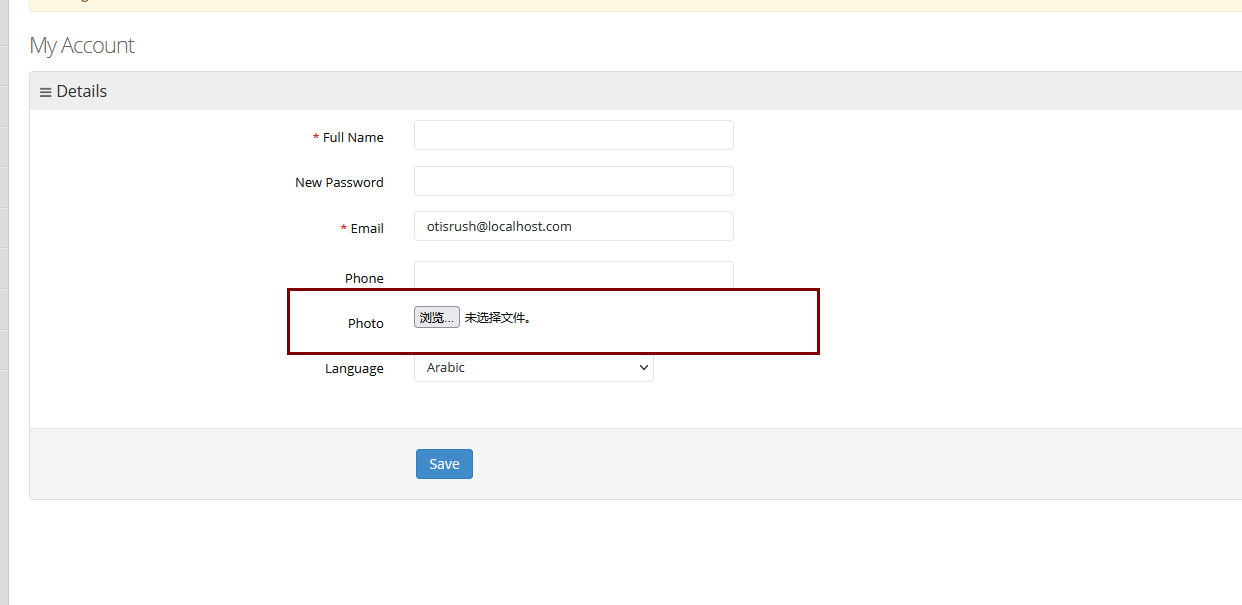 My Account
Details
* Full Name
New Password
* Email otisrush@localhost.com
Phone
Photo 浏览... 未选择文件。
Language Arabic
Save